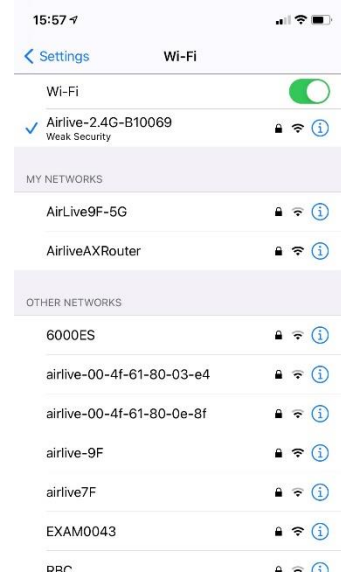 15:57
Settings
Wi-Fi
Wi-Fi
Airlive-2.4G-B10069
Weak Security
MY NETWORKS
AirLive9F-5G
AirliveAXRouter
OTHER NETWORKS
6000ES
airlive-00-4f-61-80-03-e4
airlive-00-4f-61-80-0e-8f
airlive-9F
airlive7F
EXAM0043
RBC